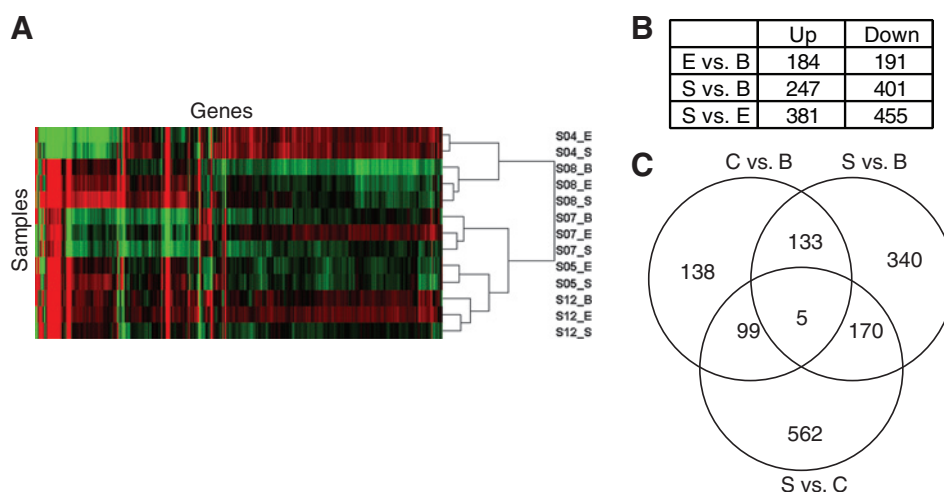 A
Genes
Samples
S04_E
S04_S
S08_B
S08_E
S08_S
S07_B
S07_E
S07_S
S05_E
S05_S
S12_B
S12_E
S12_S
B
Up Down
E vs. B 184 191
S vs. B 247 401
S vs. E 381 455
C
C vs. B S vs. B
133
138 340
99 5 170
562
S vs. C